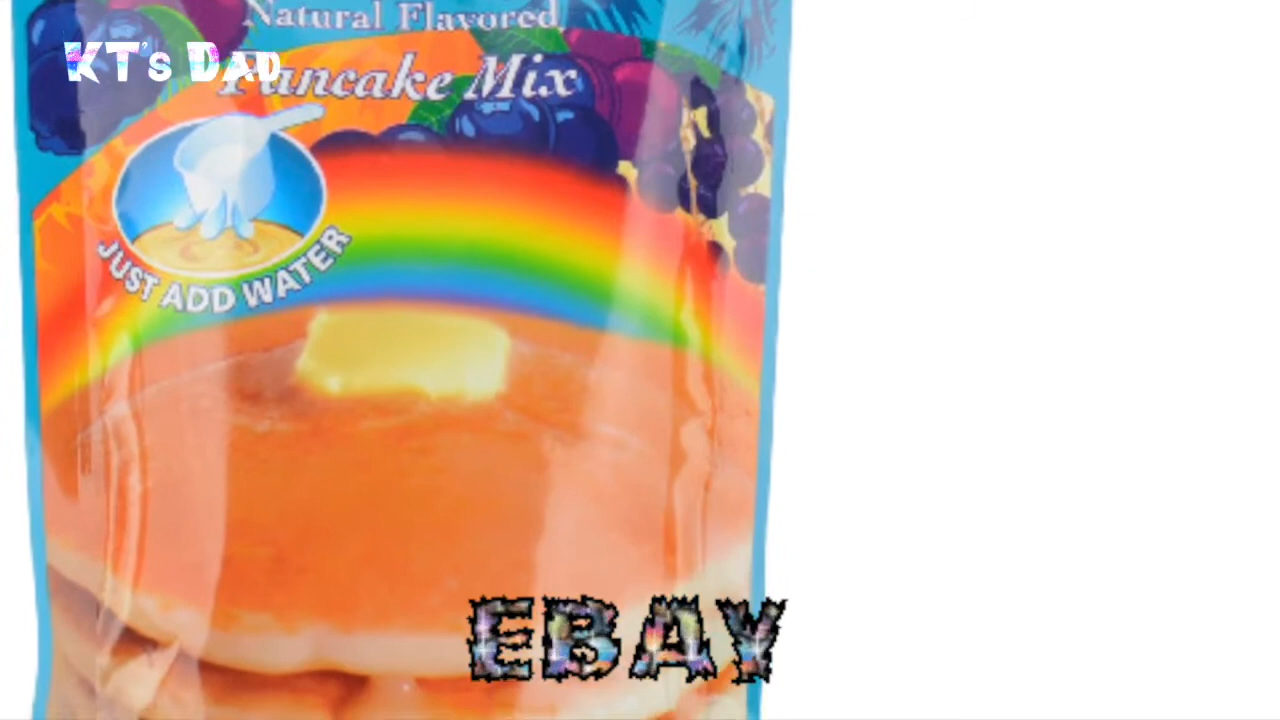 Natural Flavored
KT's Dad
Pancake Mix
JUST ADD WATER
EBAY